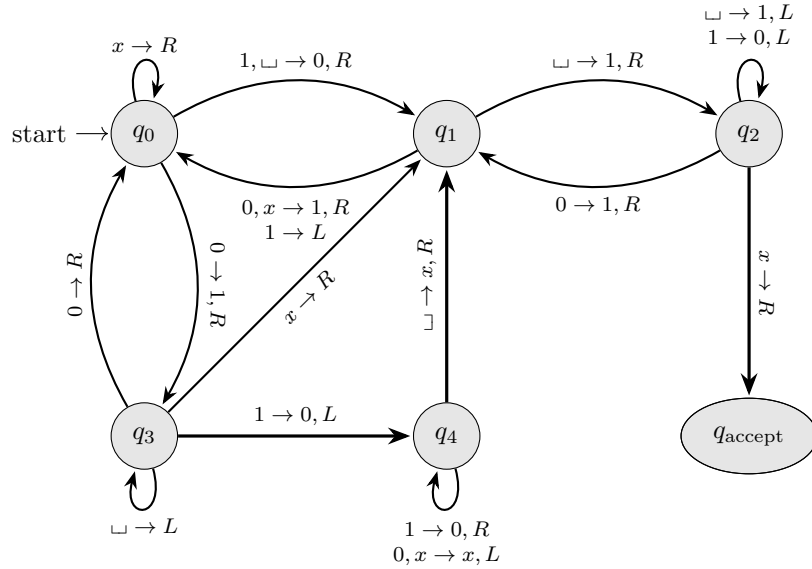 x → R
1, ␣ → 0, R
␣ → 1, R
␣ → 1, L
1 → 0, L
start
q0
q1
q2
0, x → 1, R
1 → L
0 → 1, R
0 → R
0 → 1, R
x → R
␣ → x, R
x → R
q3
1 → 0, L
q4
qaccept
␣ → L
1 → 0, R
0, x → x, L